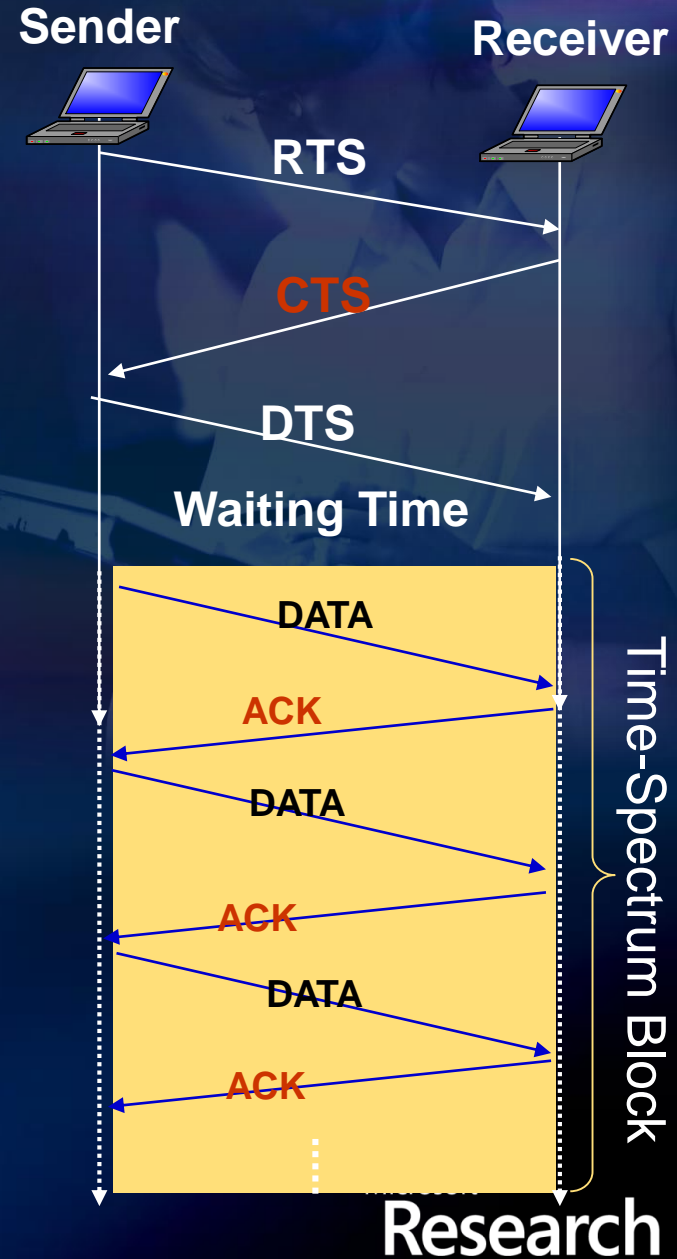 Sender
Receiver
RTS
CTS
DTS
Waiting Time
DATA
ACK
DATA
ACK
DATA
ACK
Time-Spectrum Block
Research